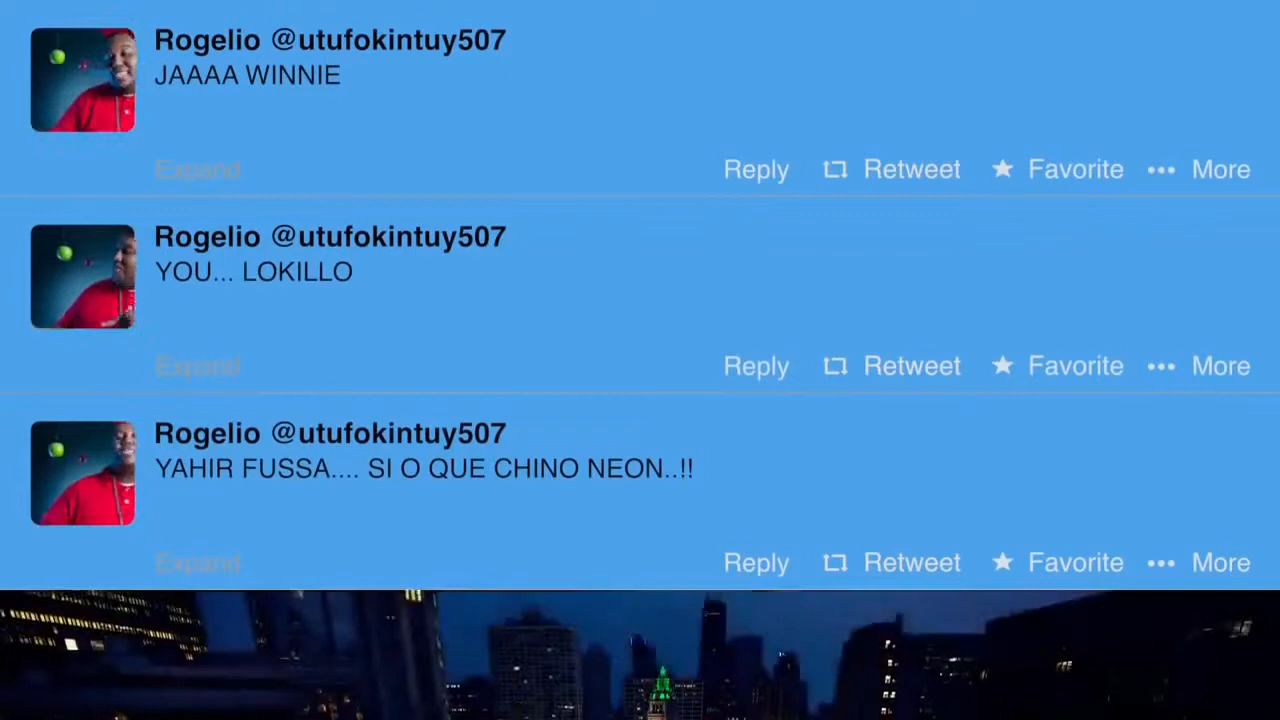 Rogelio @utufokintuy507
JAAAA WINNIE
Expand Reply Retweet Favorite More
Rogelio @utufokintuy507
YOU... LOKILLO
Expand Reply Retweet Favorite More
Rogelio @utufokintuy507
YAHIR FUSSA.... SI O QUE CHINO NEON..!!
Expand Reply Retweet Favorite More